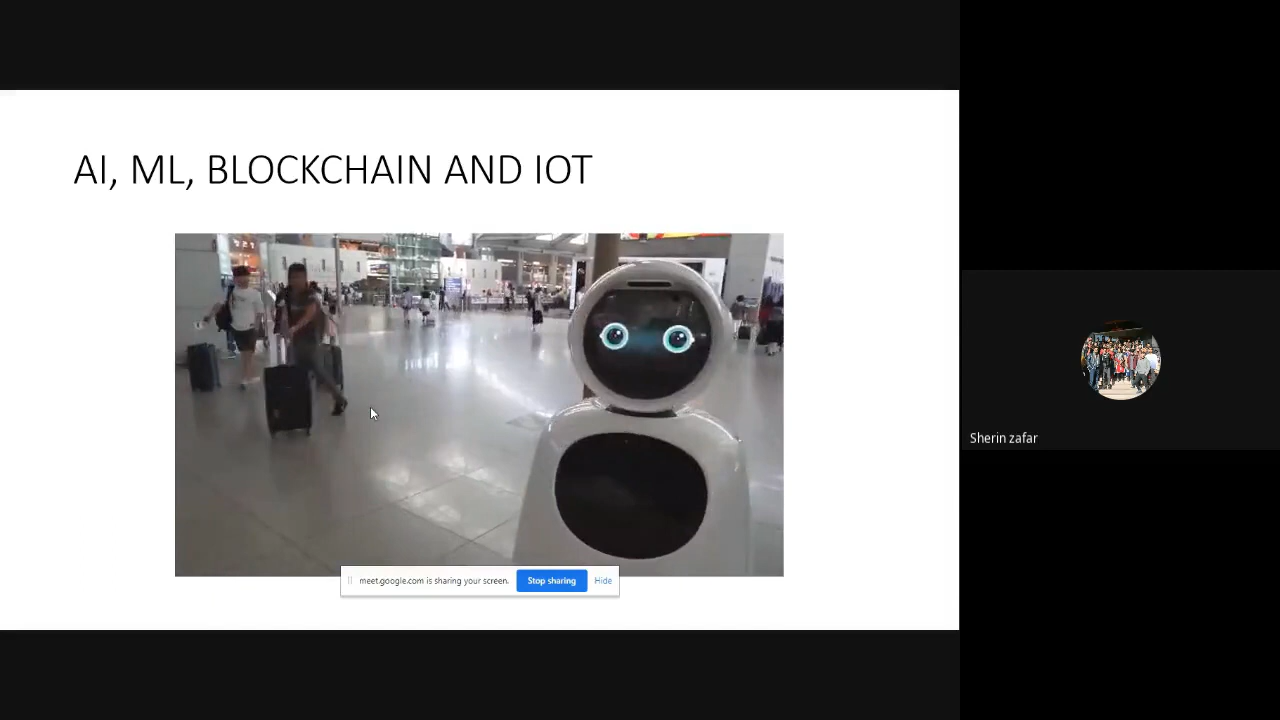 AI, ML, BLOCKCHAIN AND IOT
meet.google.com is sharing your screen. Stop sharing Hide
Sherin zafar